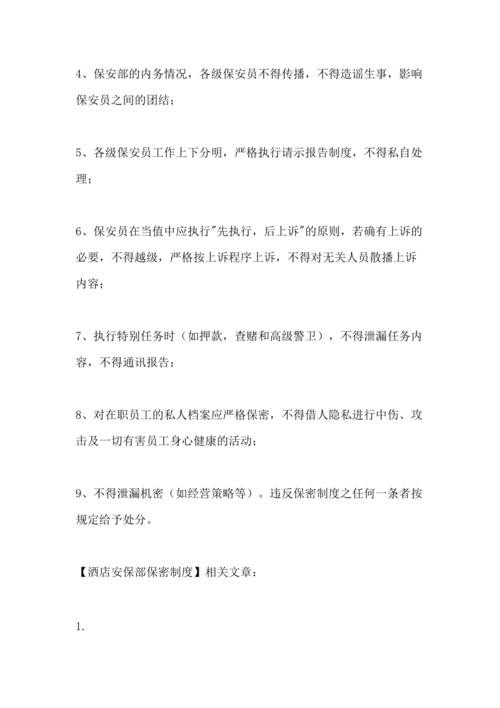 4、保安部的内务情况，各级保安员不得传播，不得造谣生事，影响
保安员之间的团结；
5、各级保安员工作上下分明，严格执行请示报告制度，不得私自处
理；
6、保安员在当值中应执行"先执行，后上诉"的原则，若确有上诉的
必要，不得越级，严格按上诉程序上诉，不得对无关人员散播上诉
内容；
7、执行特别任务时（如押款，查赌和高级警卫），不得泄漏任务内
容，不得通讯报告；
8、对在职员工的私人档案应严格保密，不得借人隐私进行中伤、攻
击及一切有害员工身心健康的活动；
9、不得泄漏机密（如经营策略等）。违反保密制度之任何一条者按
规定给予处分。
【酒店安保部保密制度】相关文章：
1.